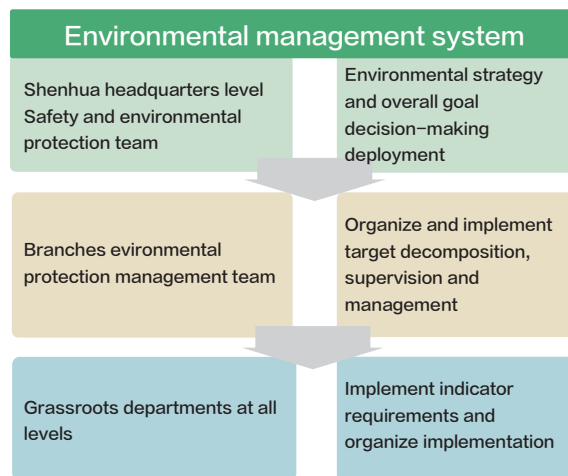 Environmental management system
Shenhua headquarters level
Safety and environmental
protection team
Environmental strategy
and overall goal
decision-making
deployment
Branches evironmental
protection management team
Organize and implement
target decomposition,
supervision and
management
Grassroots departments at all
levels
Implement indicator
requirements and
organize implementation